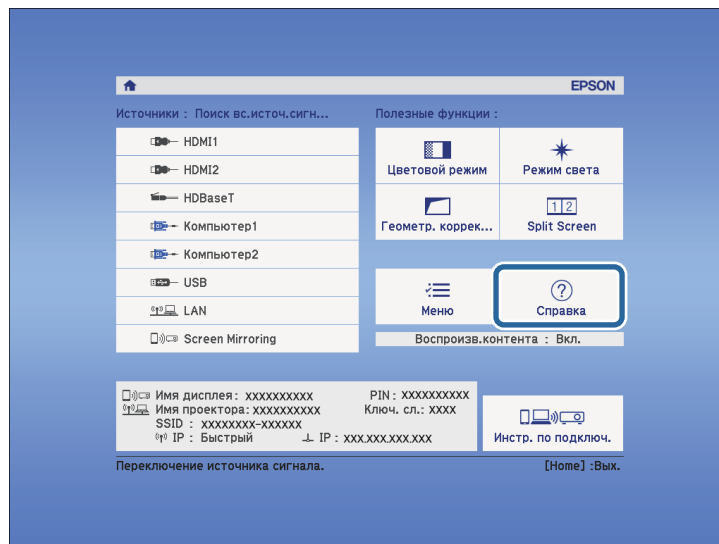 EPSON
Источники : Поиск вс.источ.сигн...
HDMI1
HDMI2
HDBaseT
Компьютер1
Компьютер2
USB
LAN
Screen Mirroring
Полезные функции :
Цветовой режим
Режим света
Геометр. коррек...
1 2
Split Screen
Меню
?
Справка
Воспроизв.контента : Вкл.
Имя дисплея: xxxxxxxxxx PIN: xxxxxxxxxx
Имя проектора: xxxxxxxxxx Ключ. сл.: xxxx
SSID : xxxxxxxx-xxxxxx
IP : Быстрый IP : xxx.xxx.xxx.xxx
Инстр. по подключ.
Переключение источника сигнала. [Home] :Вых.